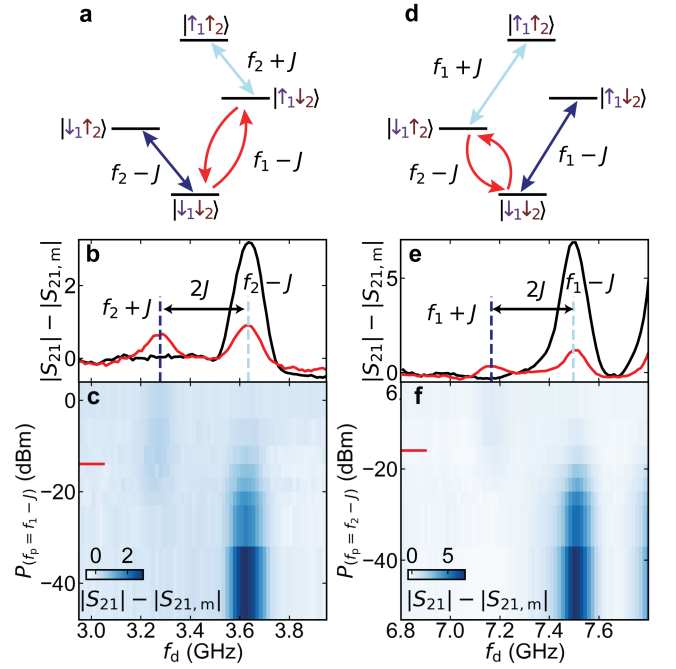 a
|↑₁↑₂⟩
f₂ + J
|↑₁↓₂⟩
|↓₁↑₂⟩
f₂ − J
f₁ − J
|↓₁↓₂⟩
d
|↑₁↑₂⟩
f₁ + J
|↑₁↓₂⟩
|↓₁↑₂⟩
f₂ − J
f₁ − J
|↓₁↓₂⟩
b
|S₂₁| − |S₂₁, ₘ|
2
0
f₂ + J
2J
f₂ − J
e
|S₂₁| − |S₂₁, ₘ|
5
0
f₁ + J
2J
f₁ − J
c
P(fₚ = f₁ − J) (dBm)
0
−20
−40
0 2
|S₂₁| − |S₂₁, ₘ|
3.0 3.2 3.4 3.6 3.8
f_d (GHz)
f
P(fₚ = f₂ − J) (dBm)
6
−20
−40
0 5
|S₂₁| − |S₂₁, ₘ|
6.8 7.0 7.2 7.4 7.6
f_d (GHz)